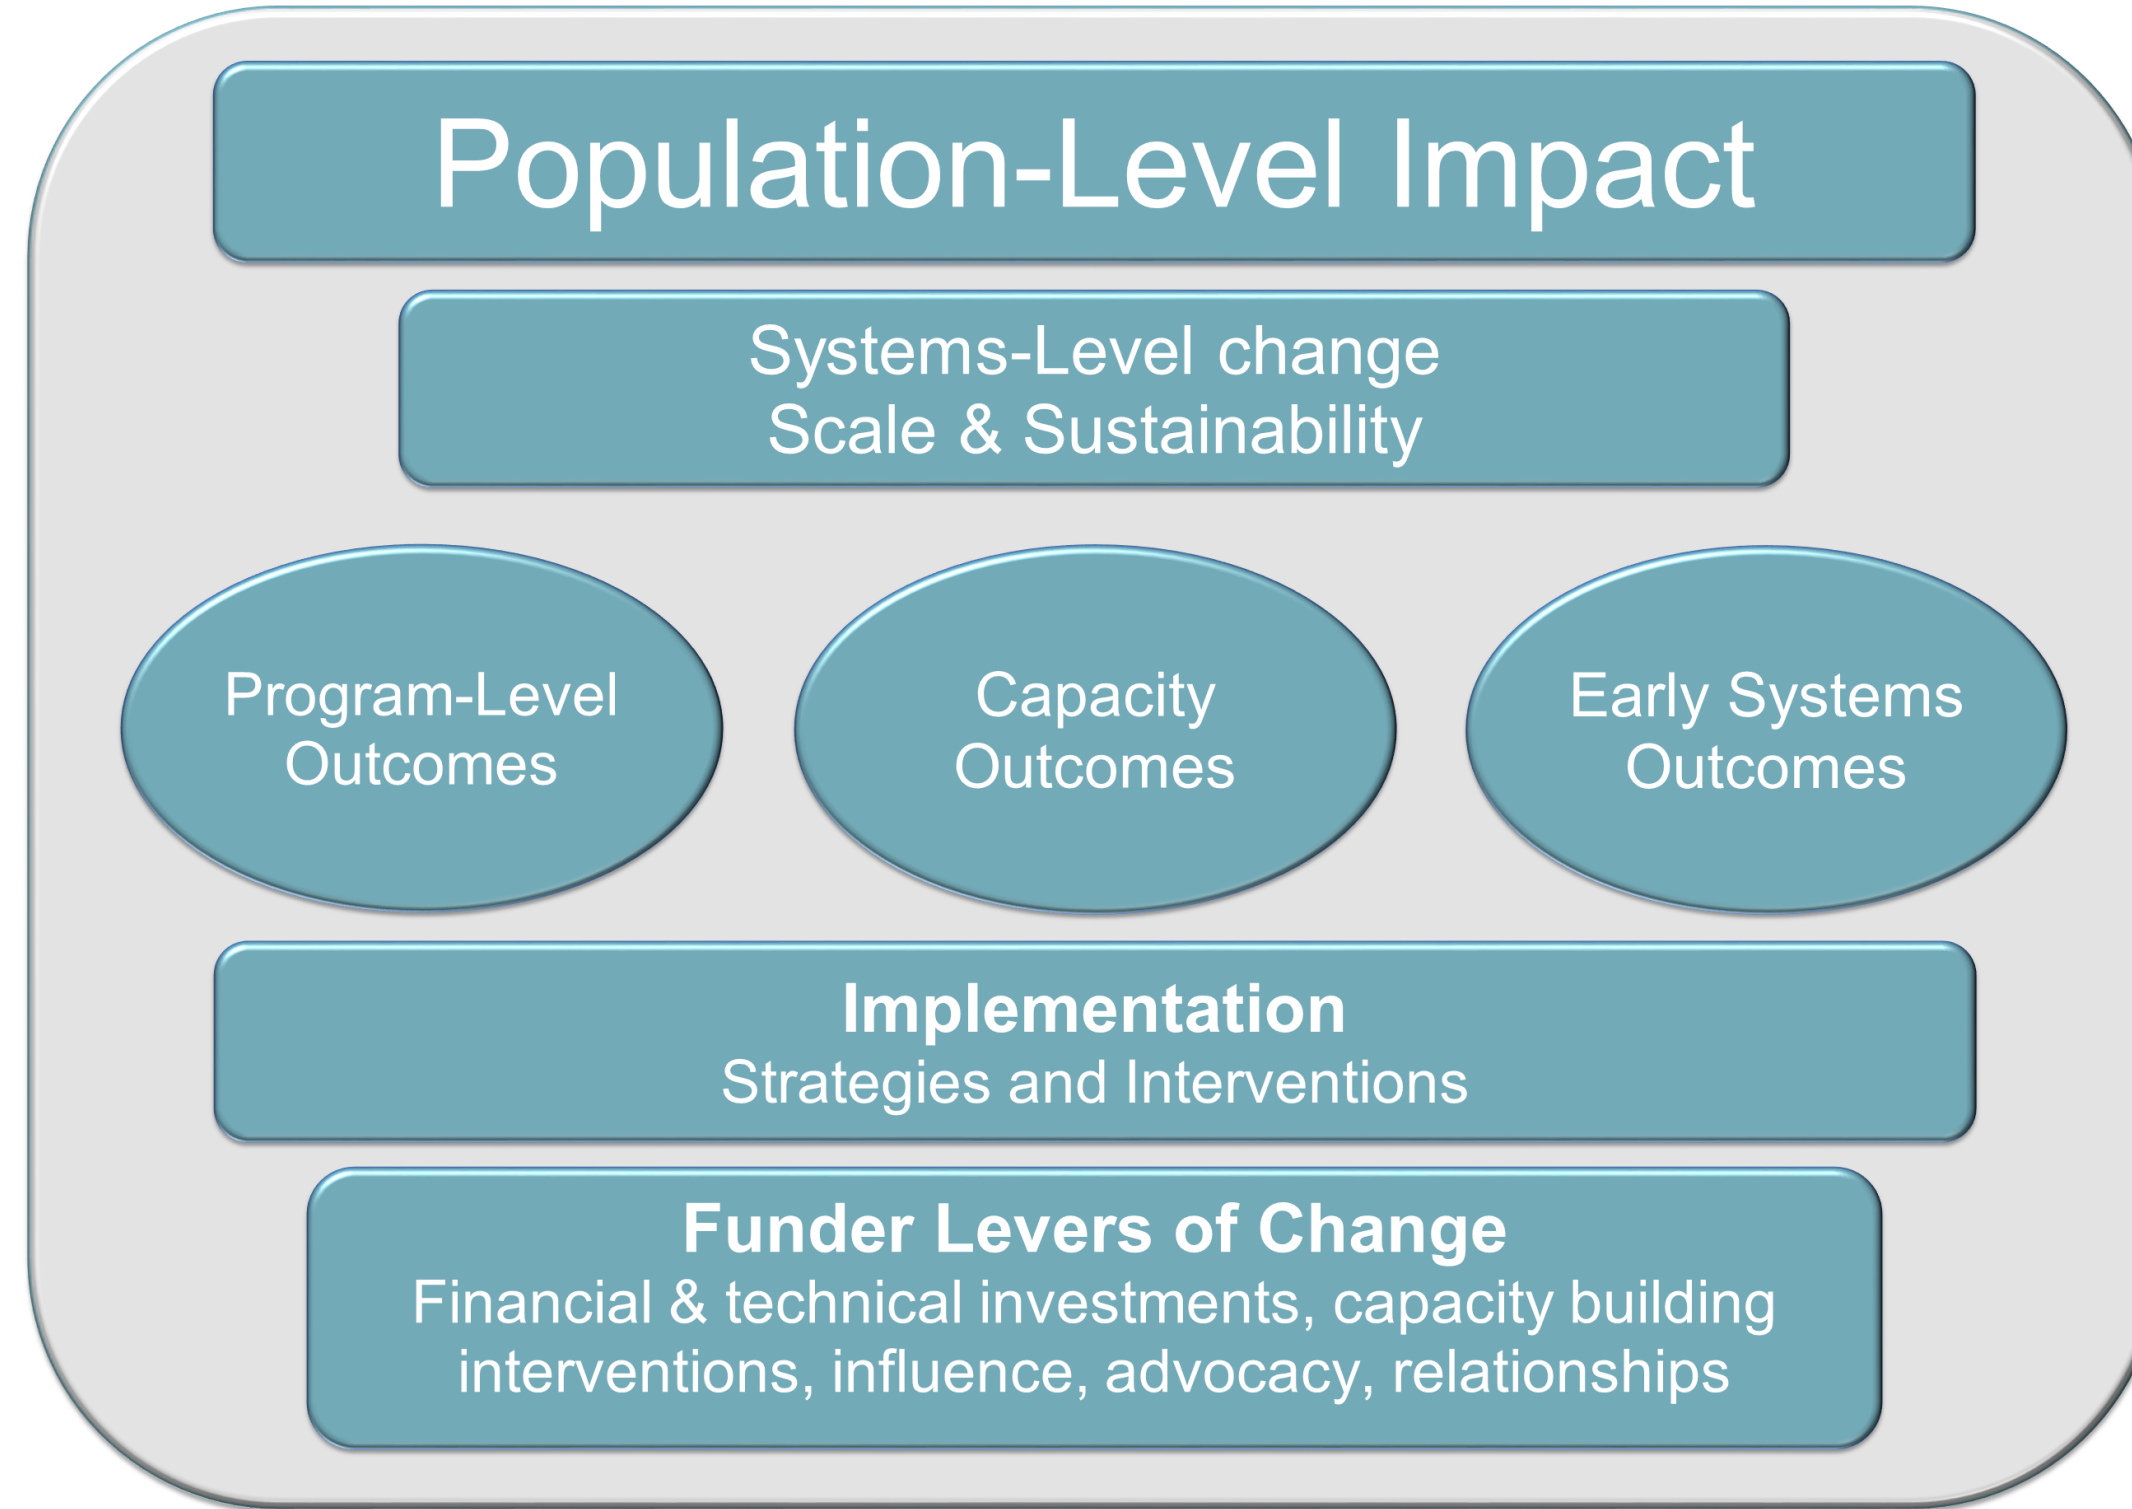 Population-Level Impact
Systems-Level change
Scale & Sustainability
Program-Level
Outcomes
Capacity
Outcomes
Early Systems
Outcomes
Implementation
Strategies and Interventions
Funder Levers of Change
Financial & technical investments, capacity building
interventions, influence, advocacy, relationships